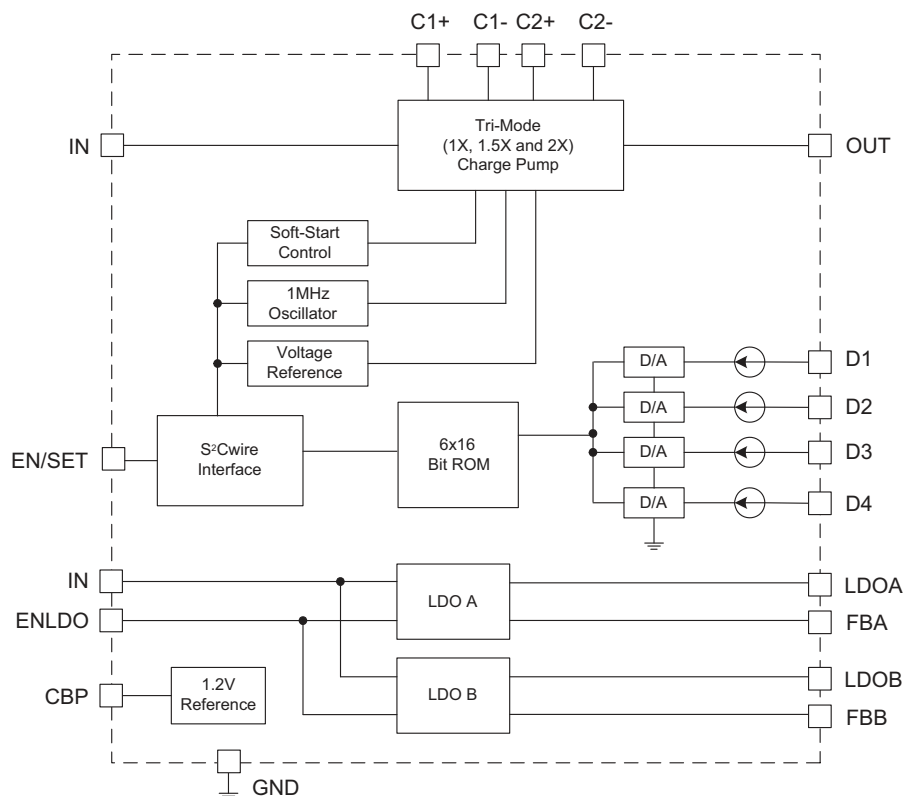 C1+ C1- C2+ C2-
IN
Tri-Mode
(1X, 1.5X and 2X)
Charge Pump
OUT
Soft-Start
Control
1MHz
Oscillator
Voltage
Reference
D/A
D1
D/A
D2
EN/SET
S²Cwire
Interface
6x16
Bit ROM
D/A
D3
D/A
D4
IN
ENLDO
LDO A
LDOA
FBA
CBP
1.2V
Reference
LDO B
LDOB
FBB
GND